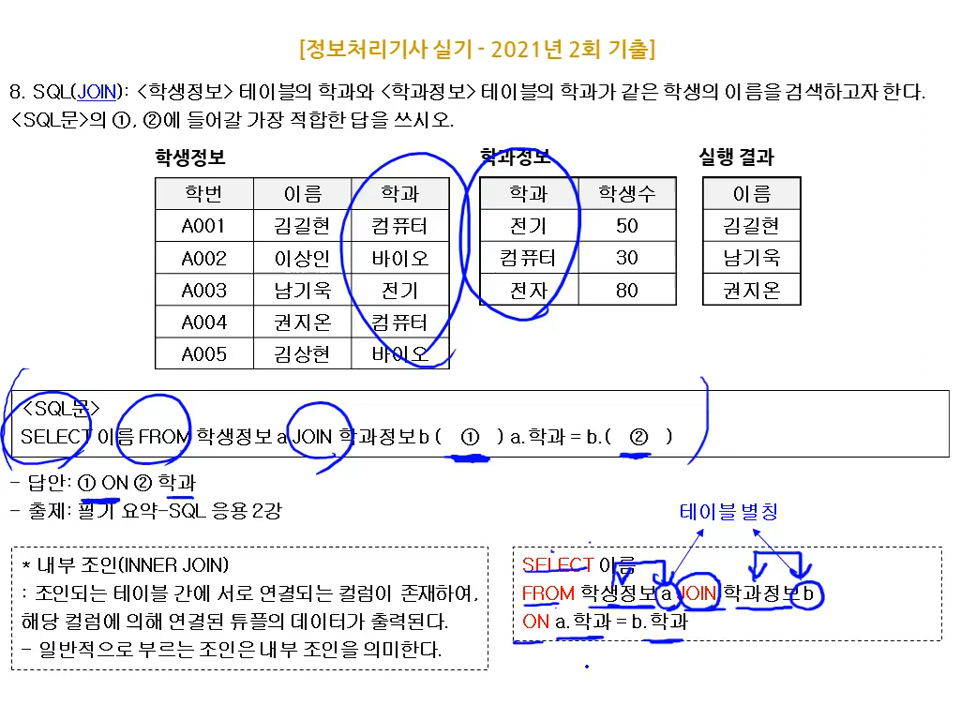 [정보처리기사 실기 - 2021년 2회 기출]
8. SQL(JOIN): <학생정보> 테이블의 학과와 <학과정보> 테이블의 학과가 같은 학생의 이름을 검색하고자 한다.
<SQL문>의 ①, ②에 들어갈 가장 적합한 답을 쓰시오.
학생정보 학과정보 실행 결과
학번 이름 학과 학과 학생수 이름
A001 김길현 컴퓨터 전기 50 김길현
A002 이상인 바이오 컴퓨터 30 남기욱
A003 남기욱 전기 전자 80 권지온
A004 권지온 컴퓨터
A005 김상현 바이오
<SQL문>
SELECT 이름 FROM 학생정보 a JOIN 학과정보 b ( ① ) a.학과 = b.( ② )
- 답안: ① ON ② 학과
- 출제: 필기 요약-SQL 응용 2강
테이블 별칭
* 내부 조인(INNER JOIN)
: 조인되는 테이블 간에 서로 연결되는 컬럼이 존재하여,
해당 컬럼에 의해 연결된 튜플의 데이터가 출력된다.
- 일반적으로 부르는 조인은 내부 조인을 의미한다.
SELECT 이름
FROM 학생정보 a JOIN 학과정보 b
ON a.학과 = b.학과